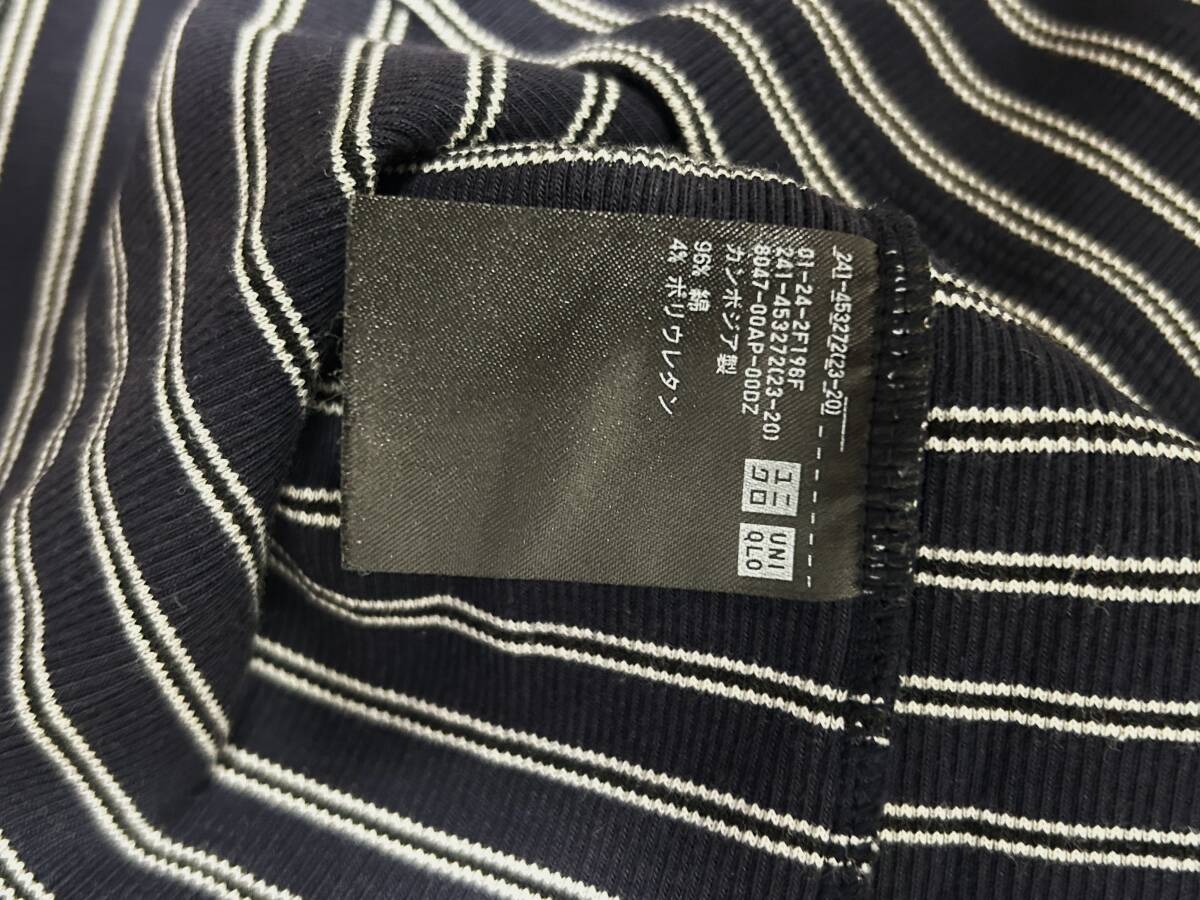 241-453272(23-20)
01-24-2F198F
241-453272(23-20)
8047-00AP-00DZ
カンボジア製
96% 綿
4% ポリウレタン
ユニ
クロ
UNI
QLO